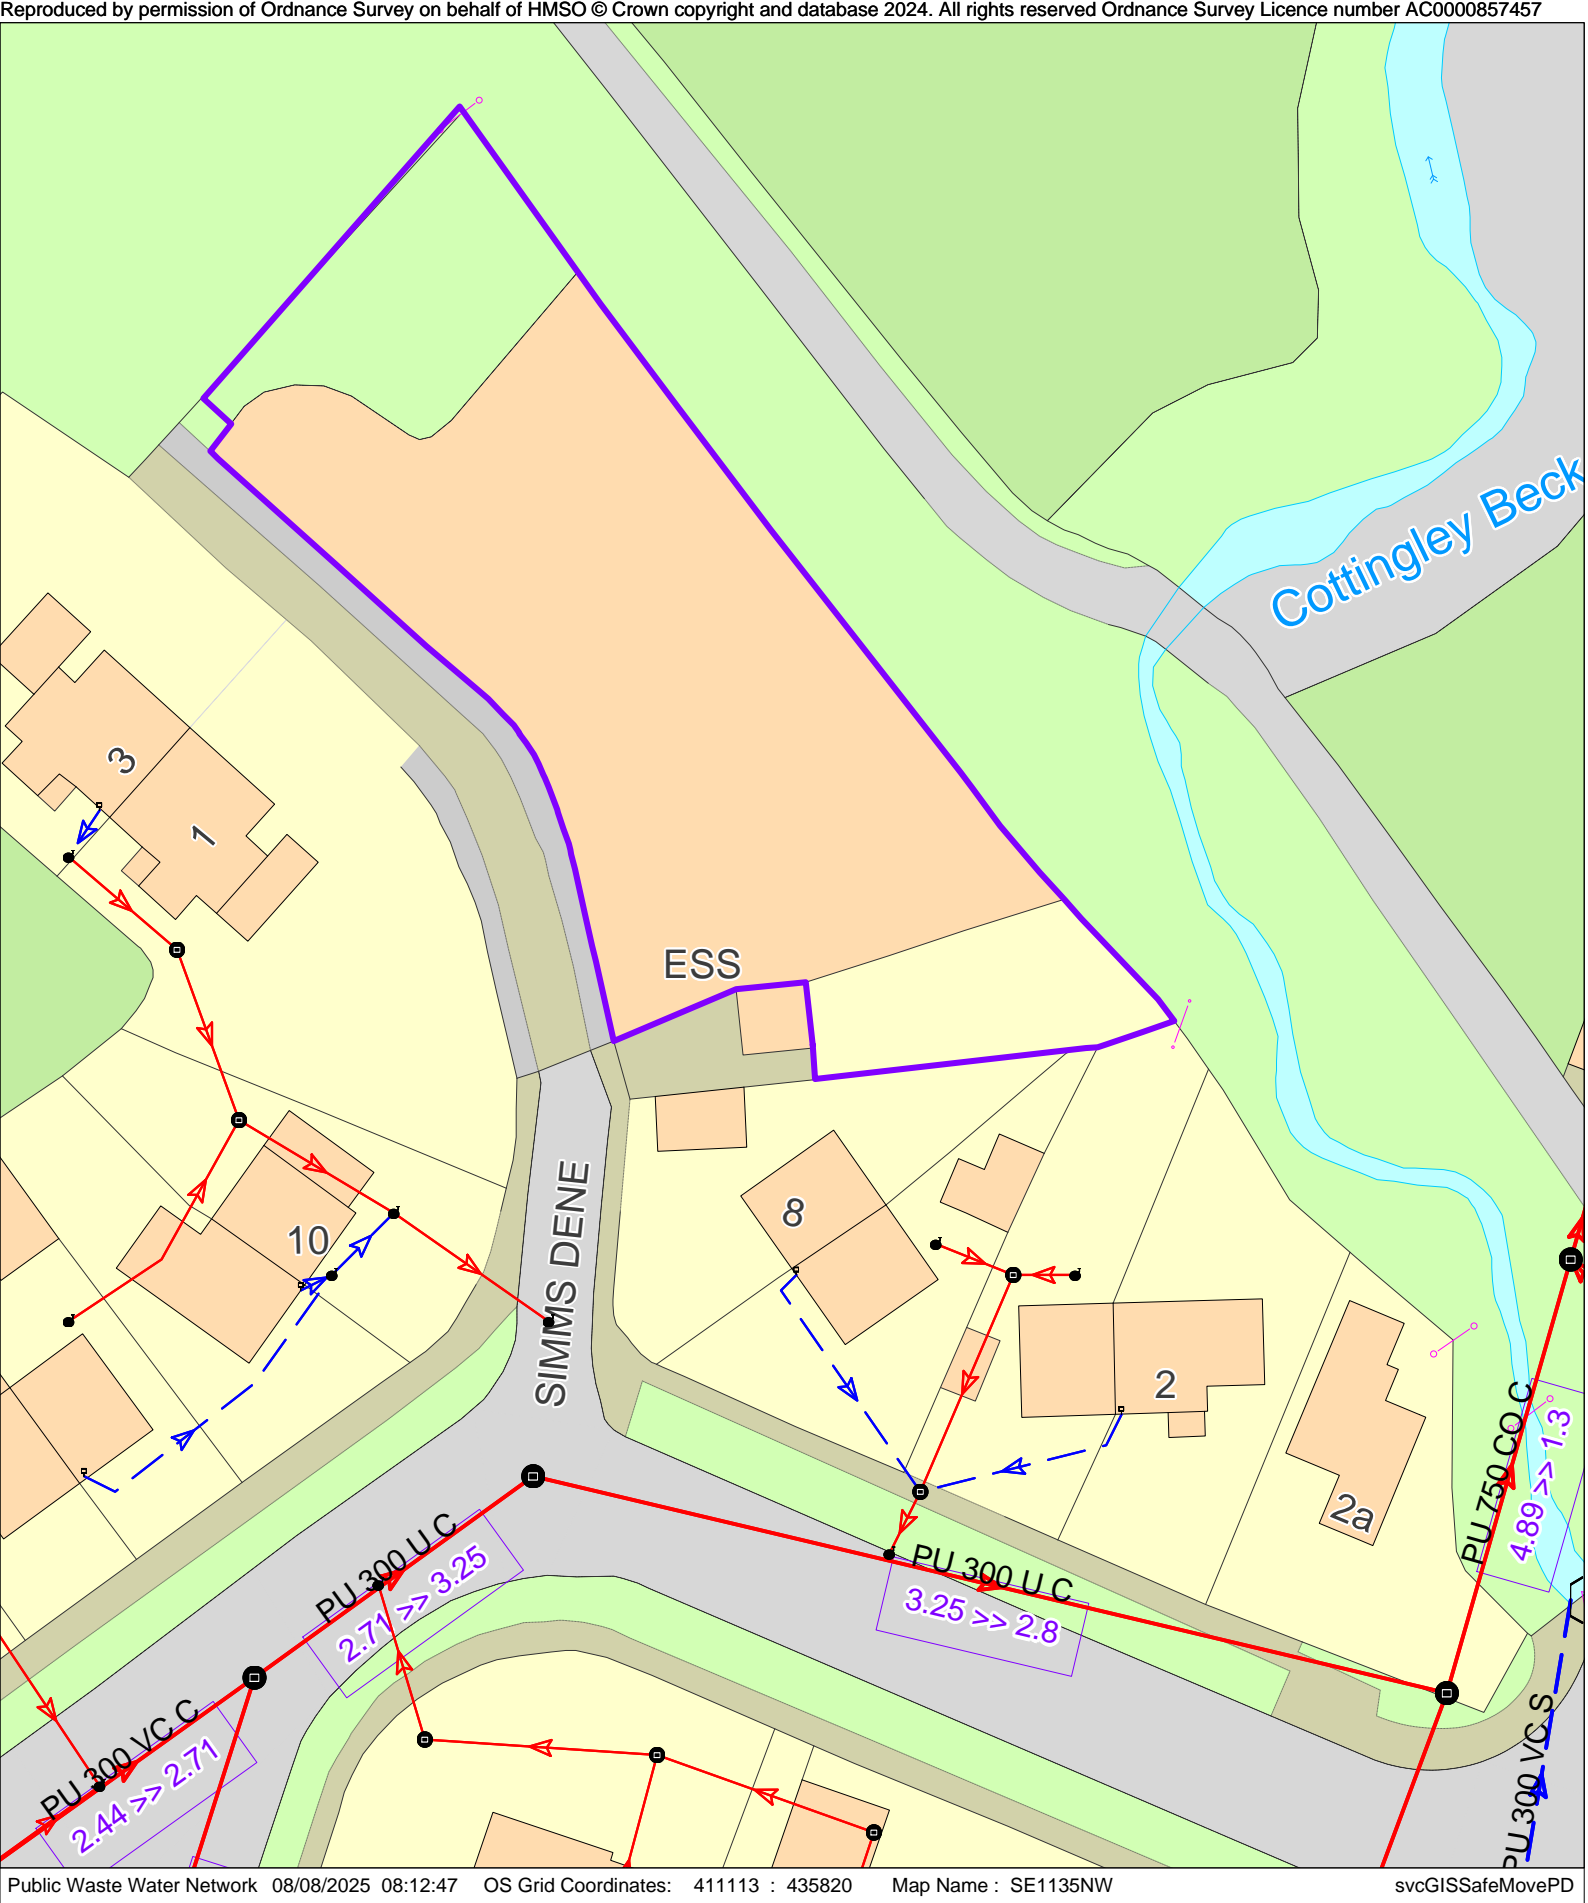 Reproduced by permission of Ordnance Survey on behalf of HMSO © Crown copyright and database 2024. All rights reserved Ordnance Survey Licence number AC0000857457
Cottingley Beck
3
1
ESS
10
8
SIMMS DENE
2
2a
PU 750 CO C
4.89 >> 1.3
PU 300 U C
2.71 >> 3.25
PU 300 U C
3.25 >> 2.8
PU 300 VC C
2.44 >> 2.71
PU 300 VC S
Public Waste Water Network 08/08/2025 08:12:47 OS Grid Coordinates: 411113 : 435820 Map Name : SE1135NW svcGISSafeMovePD